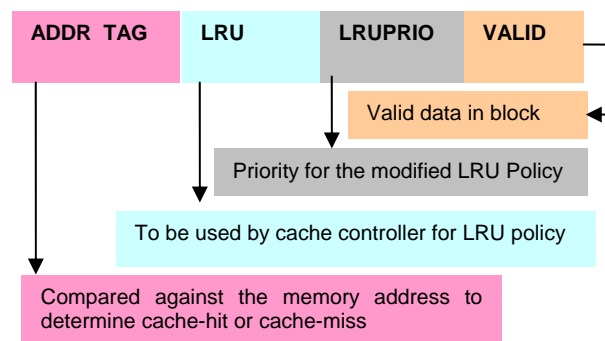 ADDR TAG LRU LRUPRIO VALID
Valid data in block
Priority for the modified LRU Policy
To be used by cache controller for LRU policy
Compared against the memory address to
determine cache-hit or cache-miss